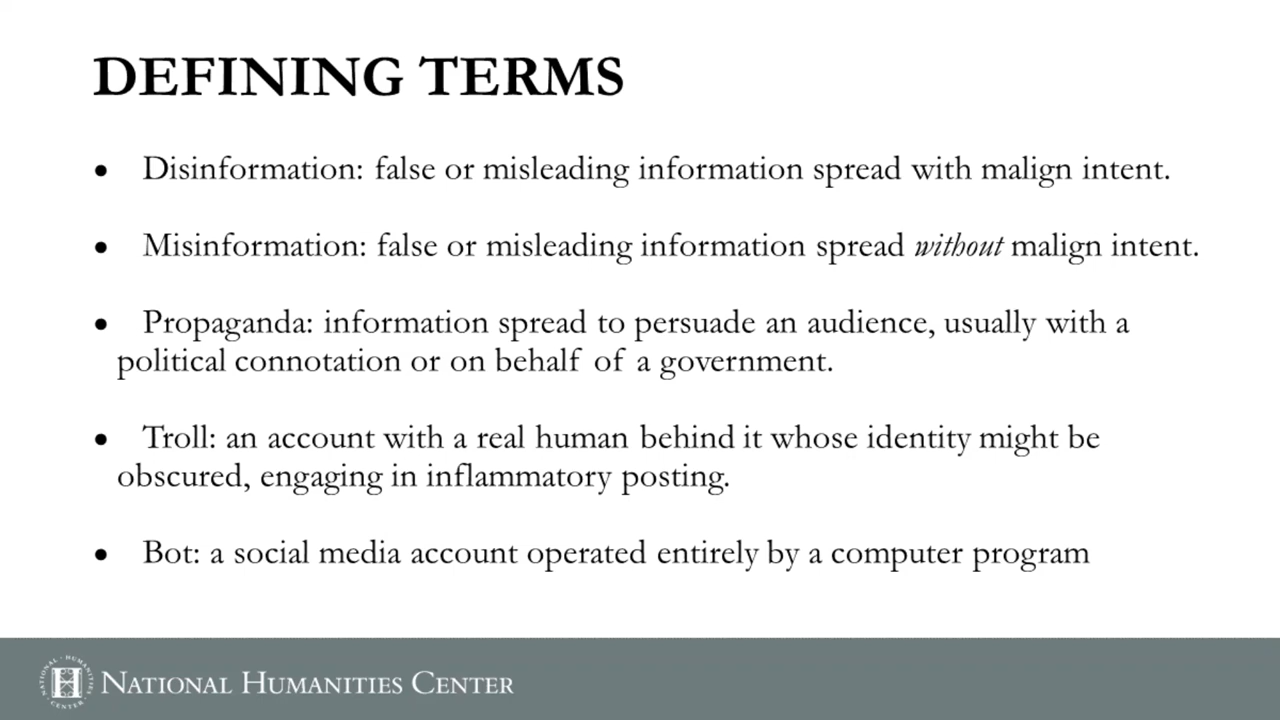 DEFINING TERMS
• Disinformation: false or misleading information spread with malign intent.
• Misinformation: false or misleading information spread without malign intent.
• Propaganda: information spread to persuade an audience, usually with a
political connotation or on behalf of a government.
• Troll: an account with a real human behind it whose identity might be
obscured, engaging in inflammatory posting.
• Bot: a social media account operated entirely by a computer program
NATIONAL HUMANITIES CENTER
NATIONAL HUMANITIES CENTER